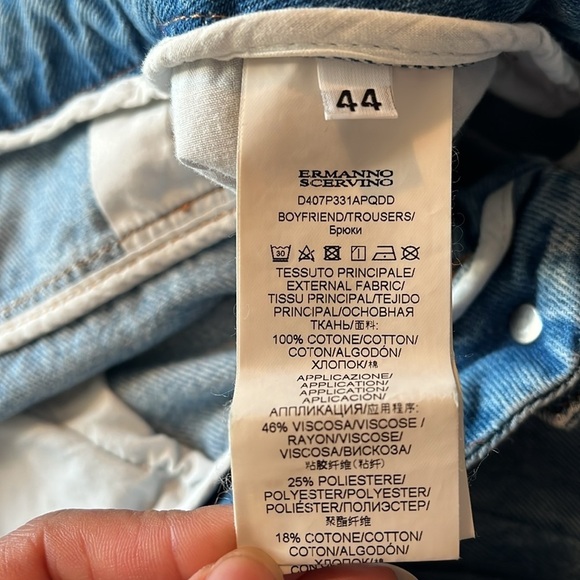 44
ERMANNO
SCERVINO
D407P331APQDD
BOYFRIEND/TROUSERS/
Брюки
30
TESSUTO PRINCIPALE/
EXTERNAL FABRIC/
TISSU PRINCIPAL/TEJIDO
PRINCIPAL/ОСНОВНАЯ
ТКАНЬ/面料:
100% COTONE/COTTON/
COTON/ALGODÓN/
ХЛОПОК/棉
APPLICAZIONE/
APPLICATION/
APPLICATION/
APLICACIÓN/
АППЛИКАЦИЯ/应用程序:
46% VISCOSA/VISCOSE /
RAYON/VISCOSE/
VISCOSA/ВИСКОЗА/
粘胶纤维(粘纤)
25% POLIESTERE/
POLYESTER/POLYESTER/
POLIÉSTER/ПОЛИЭСТЕР/
聚酯纤维
18% COTONE/COTTON/
COTON/ALGODÓN/